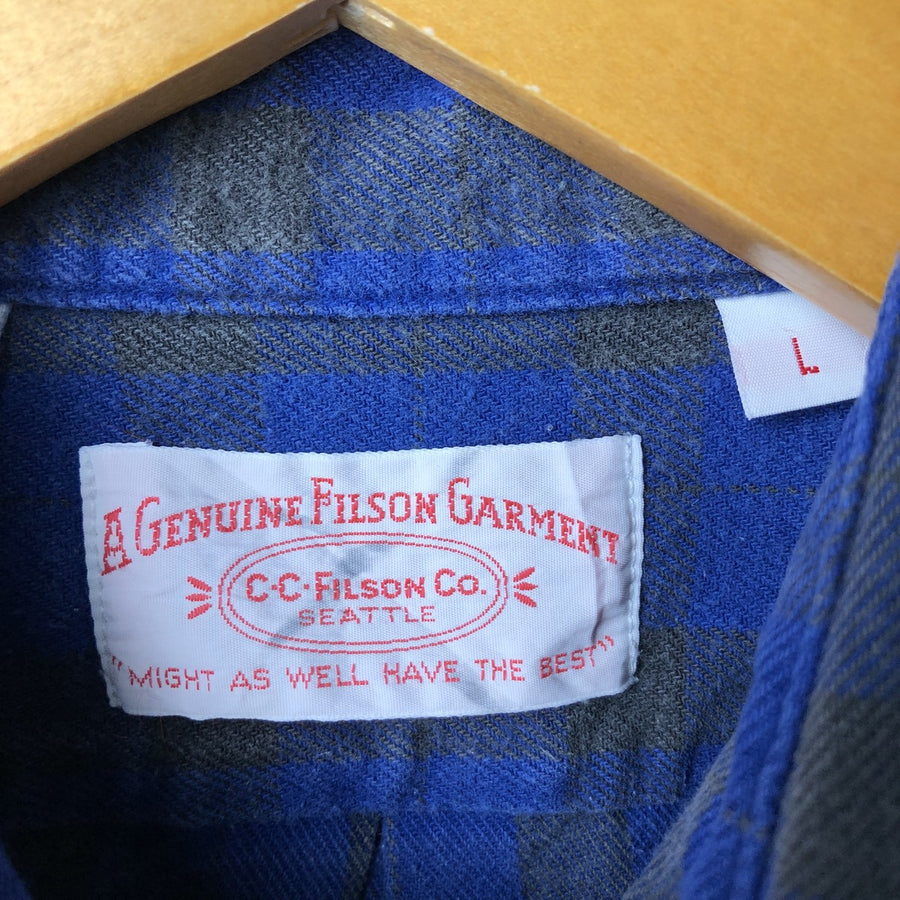 L
A GENUINE FILSON GARMENT
C·C·FILSON CO.
SEATTLE
"MIGHT AS WELL HAVE THE BEST"